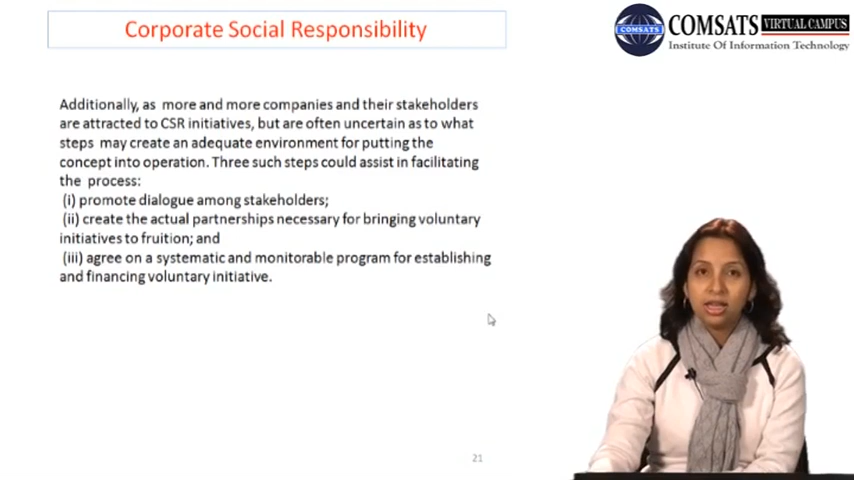 Corporate Social Responsibility
COMSATS
COMSATS VIRTUAL CAMPUS
Institute Of Information Technology
Additionally, as more and more companies and their stakeholders
are attracted to CSR initiatives, but are often uncertain as to what
steps may create an adequate environment for putting the
concept into operation. Three such steps could assist in facilitating
the process:
(i) promote dialogue among stakeholders;
(ii) create the actual partnerships necessary for bringing voluntary
initiatives to fruition; and
(iii) agree on a systematic and monitorable program for establishing
and financing voluntary initiative.
21